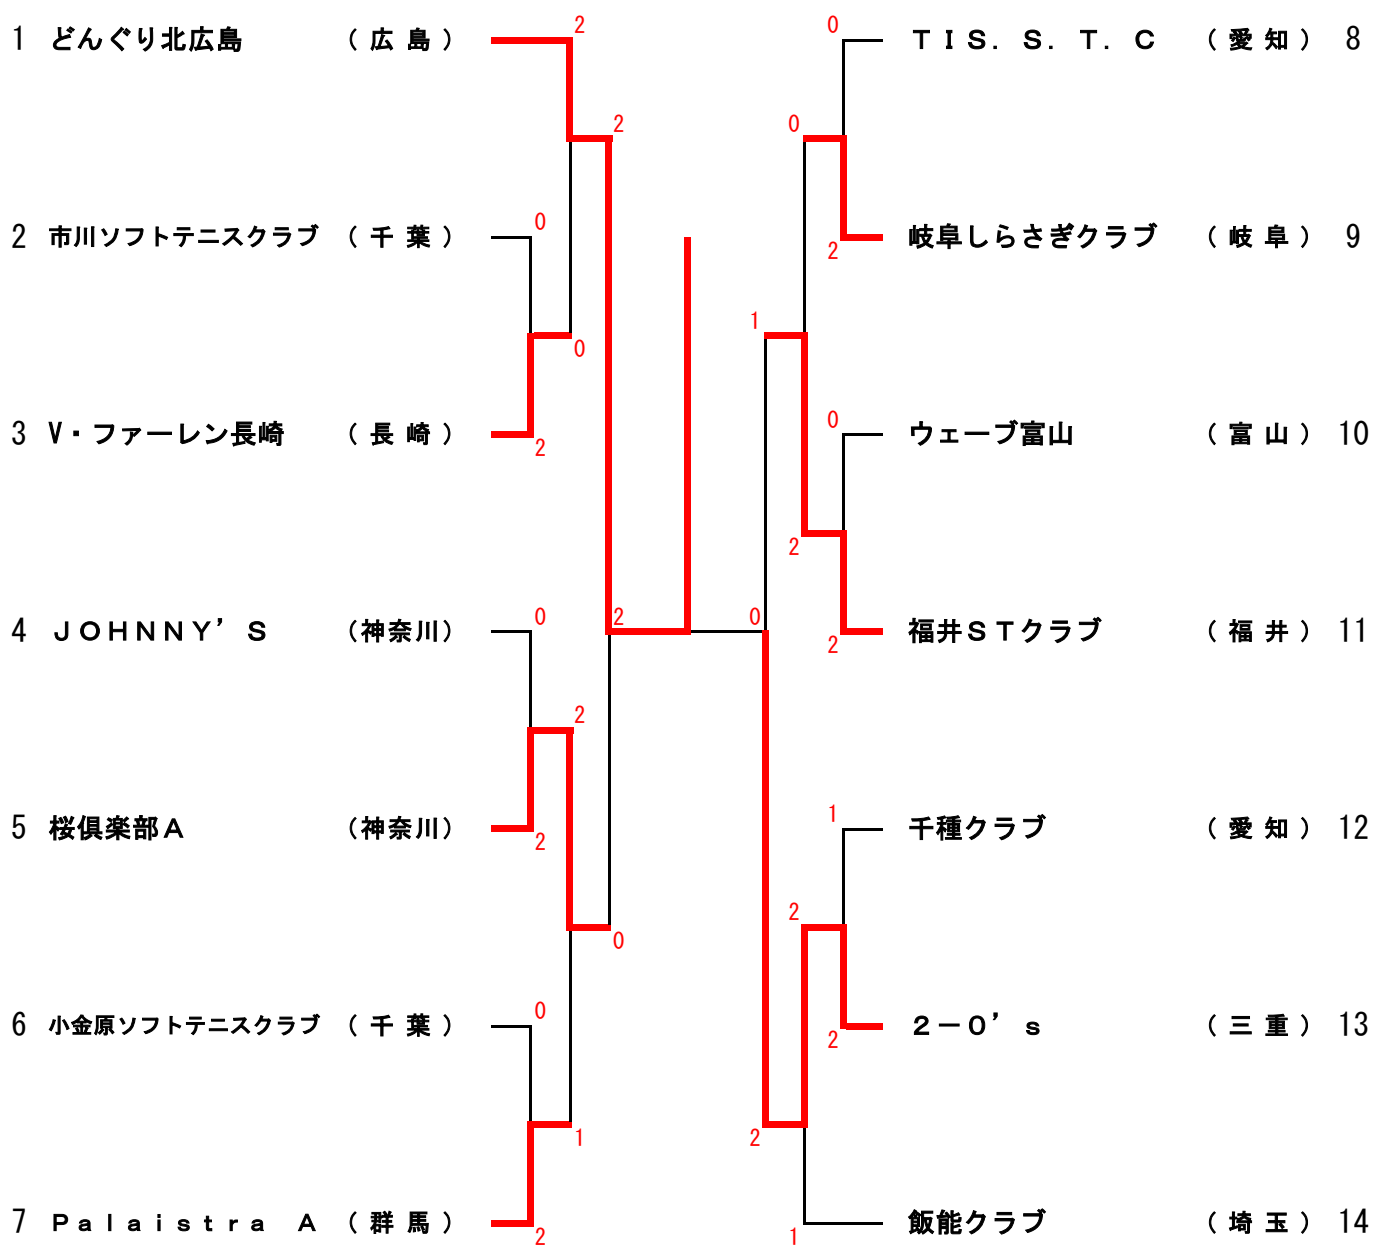 1 どんぐり北広島 （広島） 2
2
2 市川ソフトテニスクラブ （千葉） 0
0
3 V・ファーレン長崎 （長崎） 2
4 ＪＯＨＮＮＹ’Ｓ （神奈川） 0 2
2
5 桜倶楽部Ａ （神奈川） 2
0
6 小金原ソフトテニスクラブ （千葉） 0
1
7 Ｐａｌａｉｓｔｒａ　Ａ （群馬） 2
0 ＴＩＳ．Ｓ．Ｔ．Ｃ （愛知） 8
0
2 岐阜しらさぎクラブ （岐阜） 9
1
0 ウェーブ富山 （富山） 10
2
0 2 福井ＳＴクラブ （福井） 11
1 千種クラブ （愛知） 12
2
2 ２－０’ｓ （三重） 13
2
1 飯能クラブ （埼玉） 14